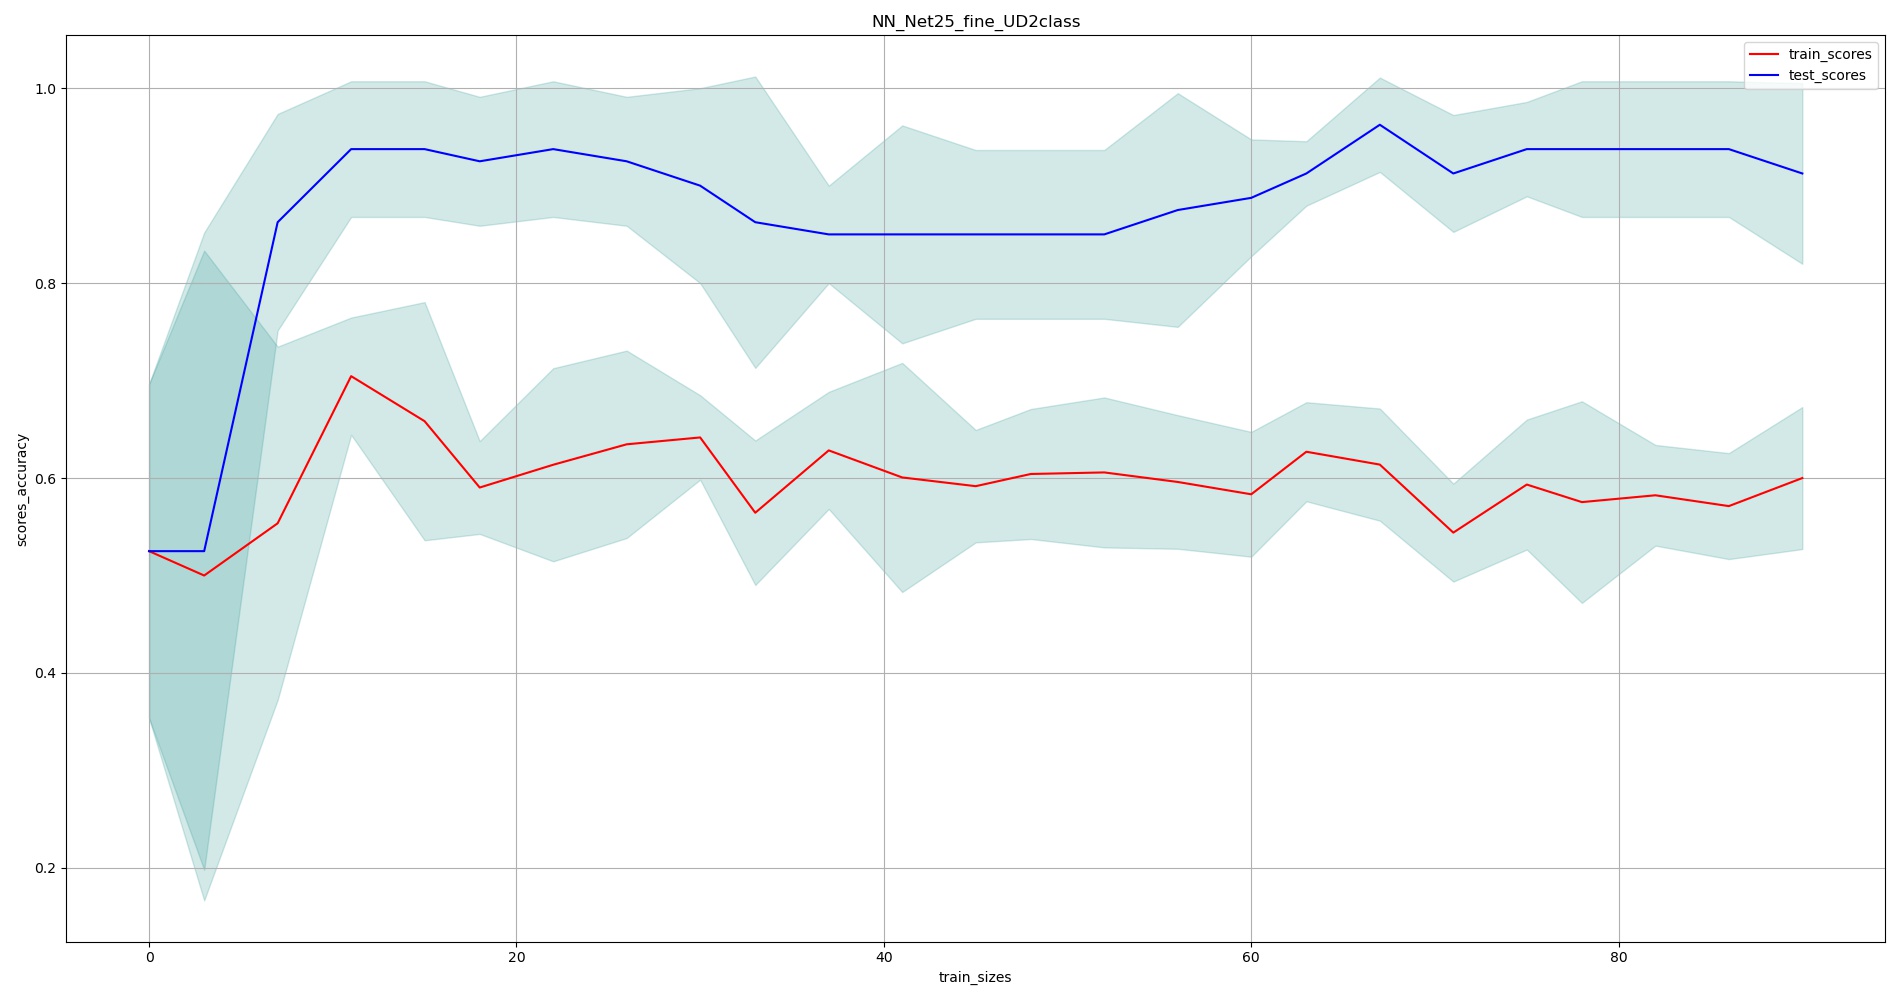 NN_Net25_fine_UD2class
train_scores
test_scores
1.0
0.8
0.6
0.4
0.2
scores_accuracy
0 20 40 60 80
train_sizes